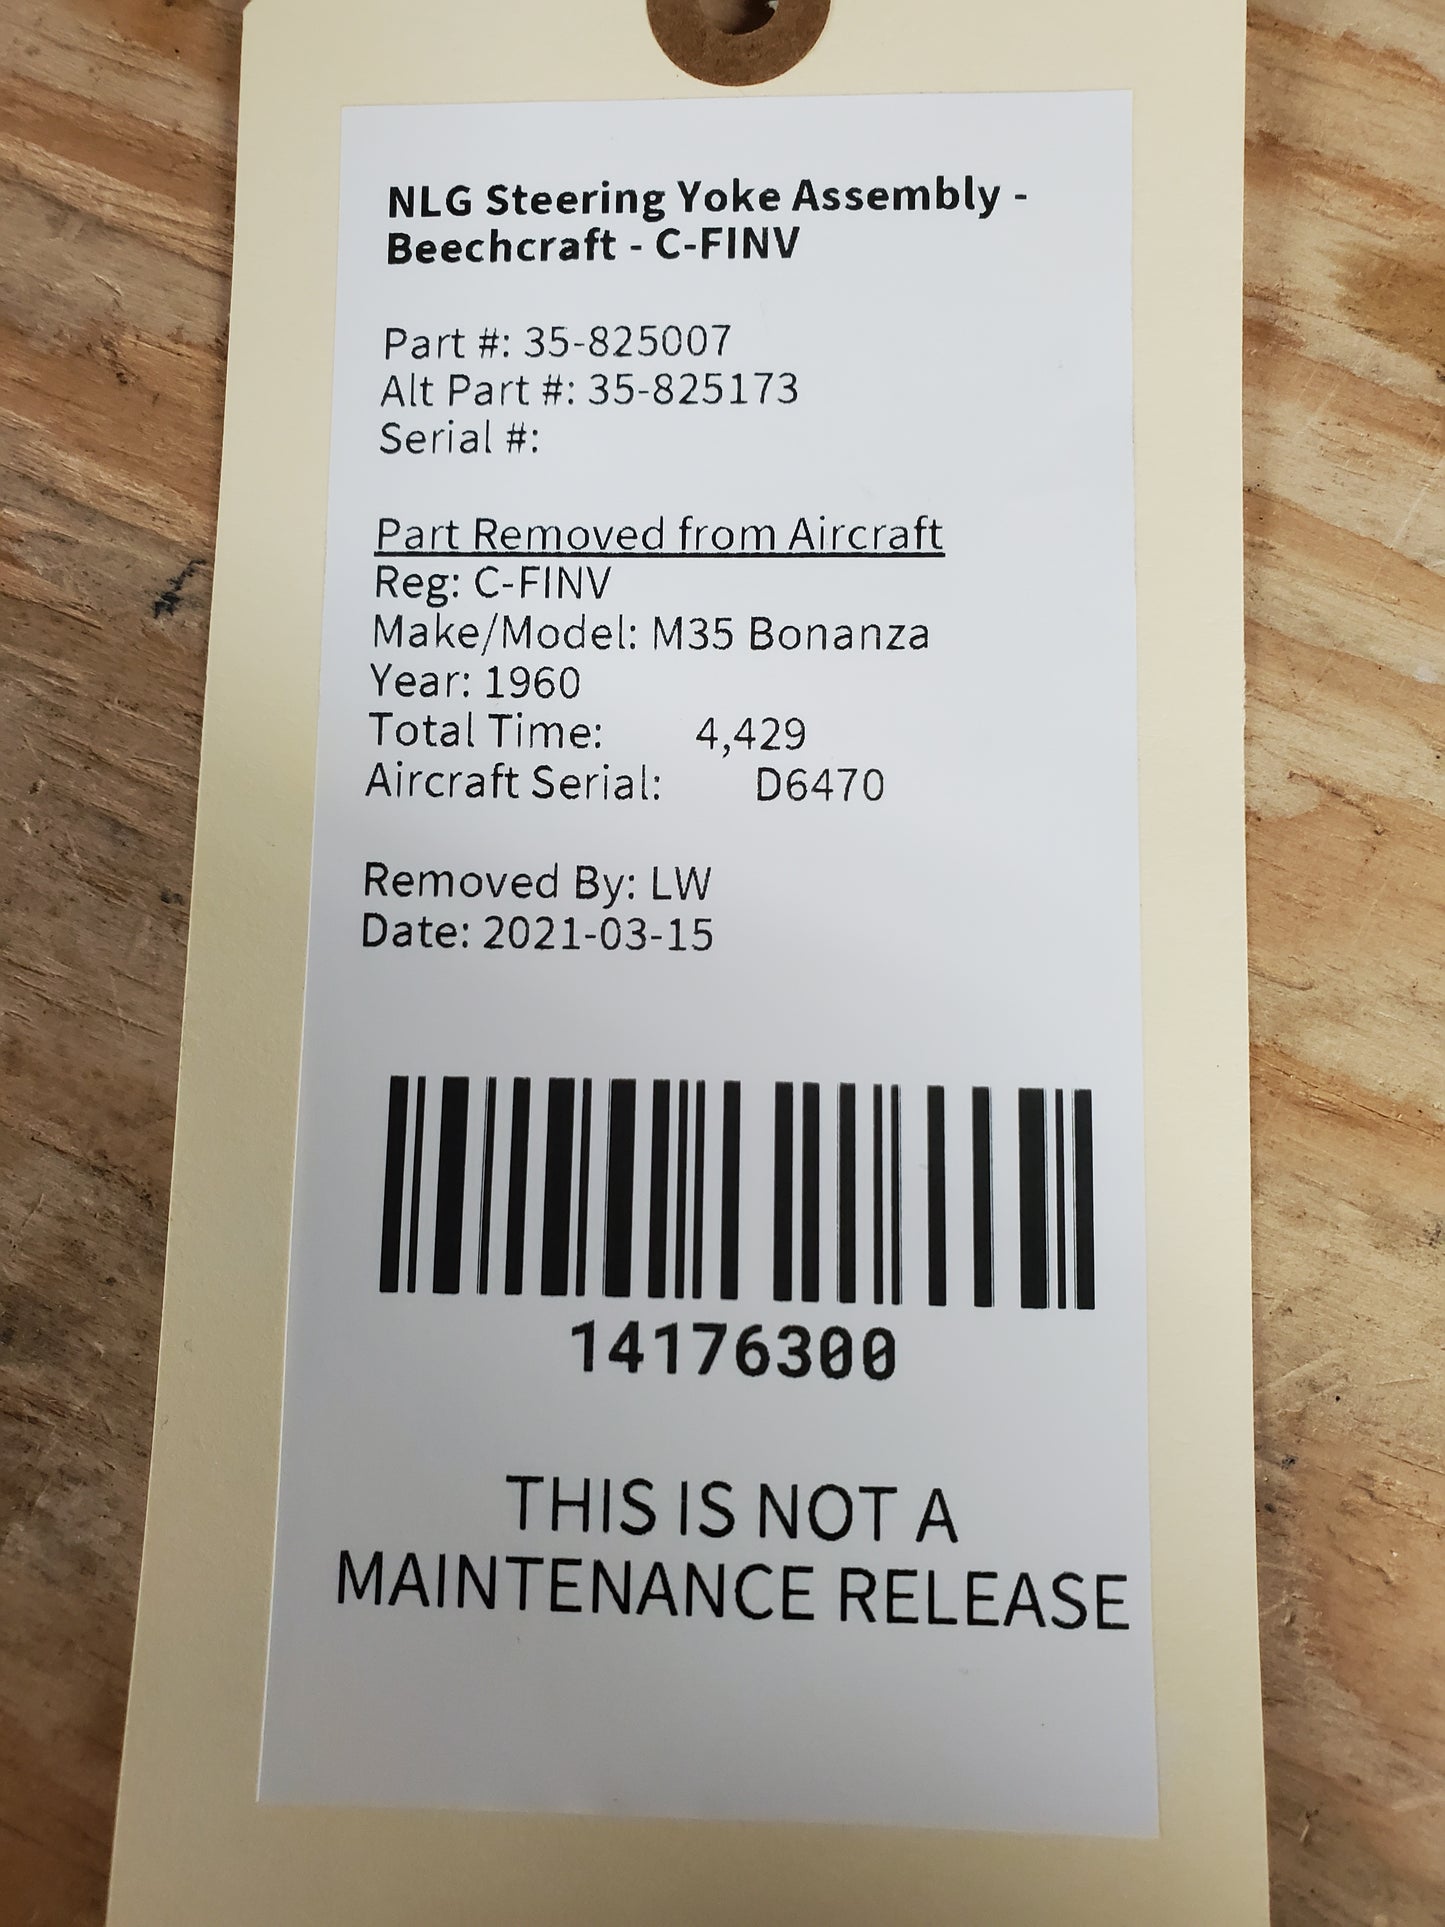 NLG Steering Yoke Assembly -
Beechcraft - C-FINV
Part #: 35-825007
Alt Part #: 35-825173
Serial #:
Part Removed from Aircraft
Reg: C-FINV
Make/Model: M35 Bonanza
Year: 1960
Total Time: 4,429
Aircraft Serial: D6470
Removed By: LW
Date: 2021-03-15
14176300
THIS IS NOT A
MAINTENANCE RELEASE